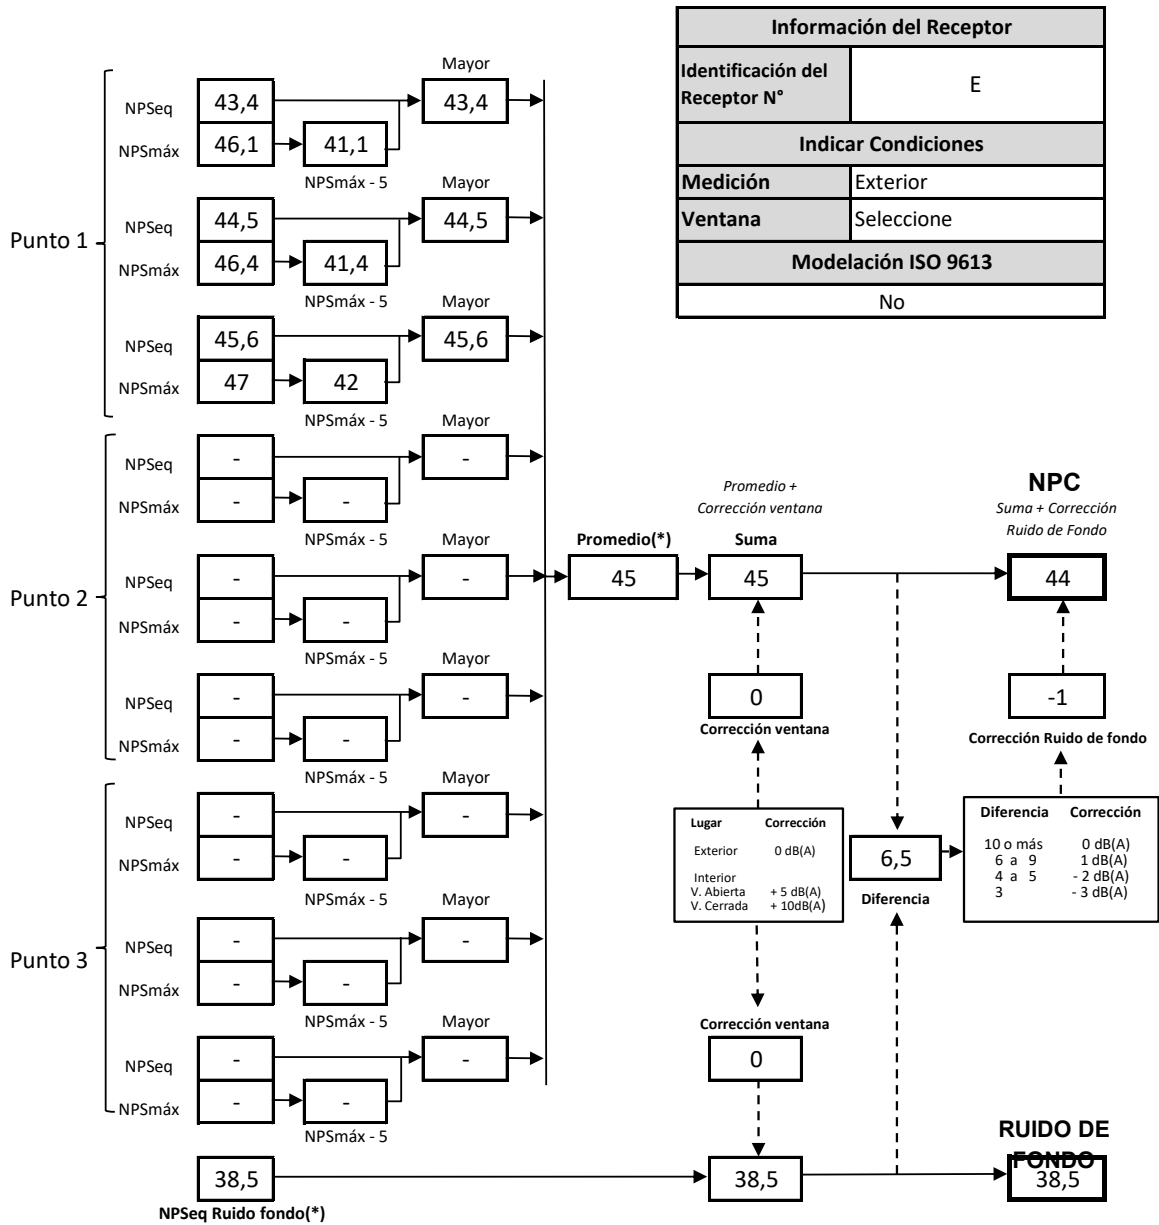 Información del Receptor
Identificación del Receptor N°
E
Indicar Condiciones
Medición
Exterior
Ventana
Seleccione
Modelación ISO 9613
No
Punto 1
Mayor
NPSeq
43,4
43,4
NPSmáx
46,1
41,1
NPSmáx - 5
Mayor
NPSeq
44,5
44,5
NPSmáx
46,4
41,4
NPSmáx - 5
Mayor
NPSeq
45,6
45,6
NPSmáx
47
42
NPSmáx - 5
Punto 2
Mayor
NPSeq
-
-
NPSmáx
-
-
NPSmáx - 5
Mayor
NPSeq
-
-
NPSmáx
-
-
NPSmáx - 5
Mayor
NPSeq
-
-
NPSmáx
-
-
NPSmáx - 5
Punto 3
Mayor
NPSeq
-
-
NPSmáx
-
-
NPSmáx - 5
Mayor
NPSeq
-
-
NPSmáx
-
-
NPSmáx - 5
Mayor
NPSeq
-
-
NPSmáx
-
-
NPSmáx - 5
Promedio(*)
45
Promedio +
Corrección ventana
Suma
45
NPC
Suma + Corrección
Ruido de Fondo
44
0
Corrección ventana
-1
Corrección Ruido de fondo
Lugar Corrección
Exterior 0 dB(A)
Interior
V. Abierta + 5 dB(A)
V. Cerrada + 10dB(A)
6,5
Diferencia
Diferencia Corrección
10 o más 0 dB(A)
6 a 9 1 dB(A)
4 a 5 - 2 dB(A)
3 - 3 dB(A)
Corrección ventana
0
38,5
NPSeq Ruido fondo(*)
38,5
RUIDO DE
FONDO
38,5